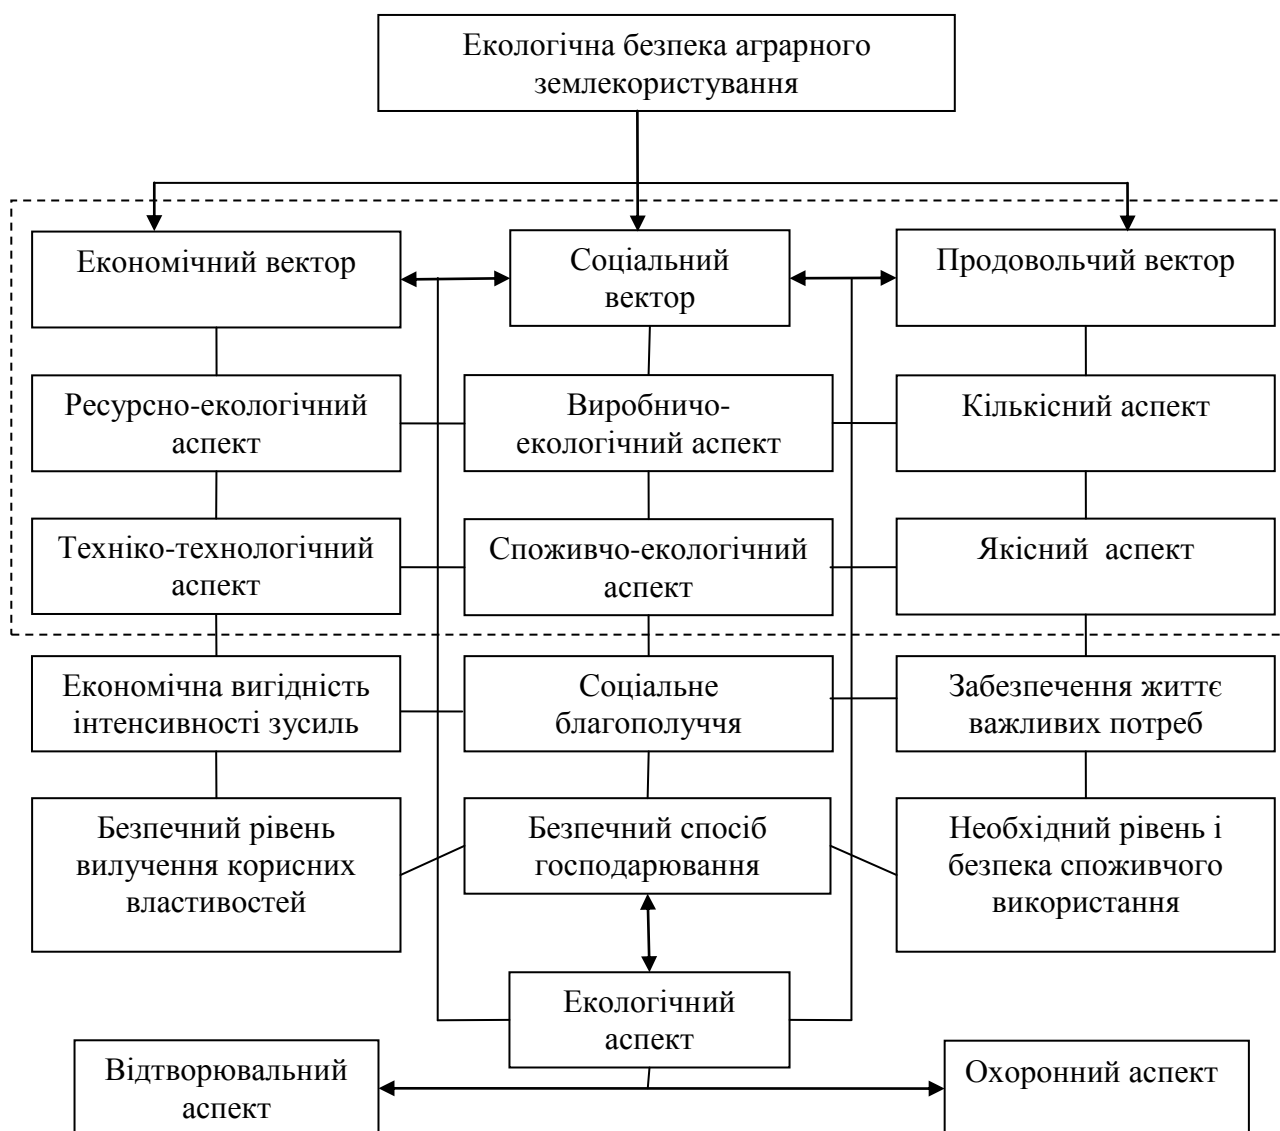 Екологічна безпека аграрного
землекористування
Економічний вектор
Соціальний
вектор
Продовольчий вектор
Ресурсно-екологічний
аспект
Виробничо-
екологічний аспект
Кількісний аспект
Техніко-технологічний
аспект
Споживчо-екологічний
аспект
Якісний аспект
Економічна вигідність
інтенсивності зусиль
Соціальне
благополуччя
Забезпечення життє
важливих потреб
Безпечний рівень
вилучення корисних
властивостей
Безпечний спосіб
господарювання
Необхідний рівень і
безпека споживчого
використання
Екологічний
аспект
Відтворювальний
аспект
Охоронний аспект